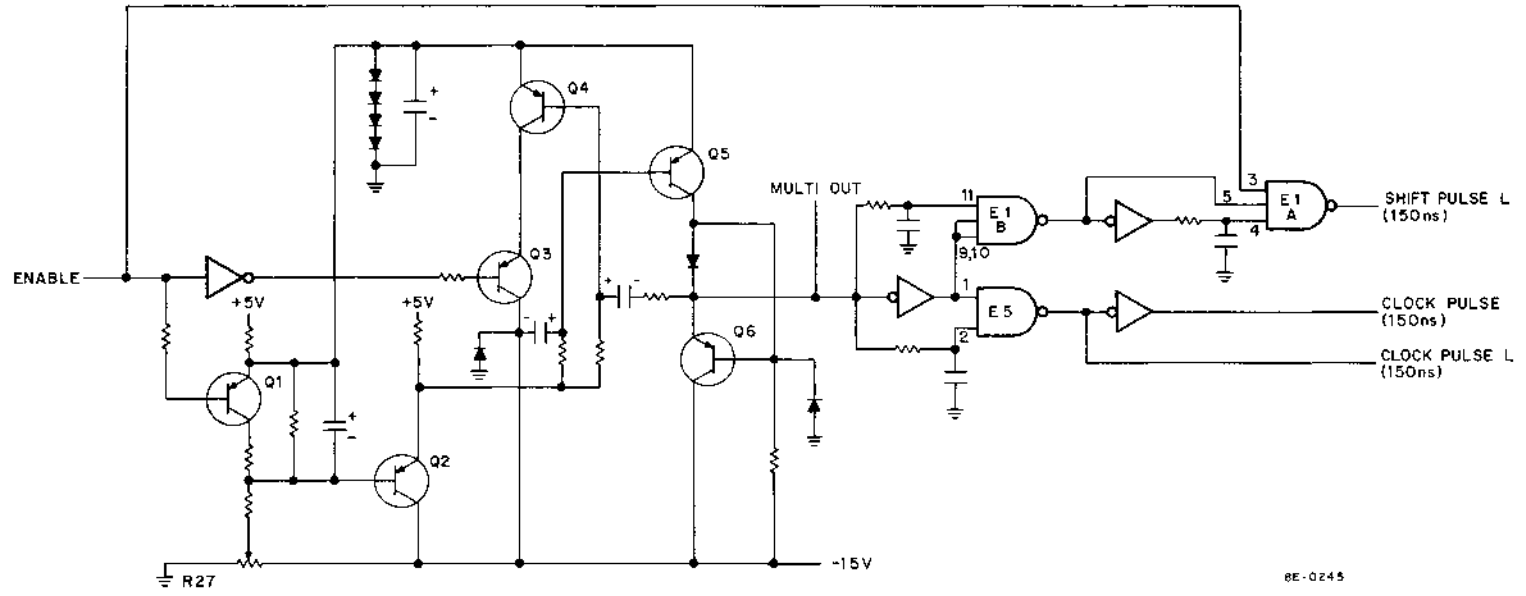 Q4
Q5
MULTI OUT
11
E1
B
9,10
5
3
E1
A
4
SHIFT PULSE L
(150ns)
ENABLE
+5V
+5V
Q3
Q6
1
E5
2
CLOCK PULSE
(150ns)
CLOCK PULSE L
(150ns)
+
-
+
-
-
+
+
-
Q1
+
-
Q2
R27
-15V
8E-0245